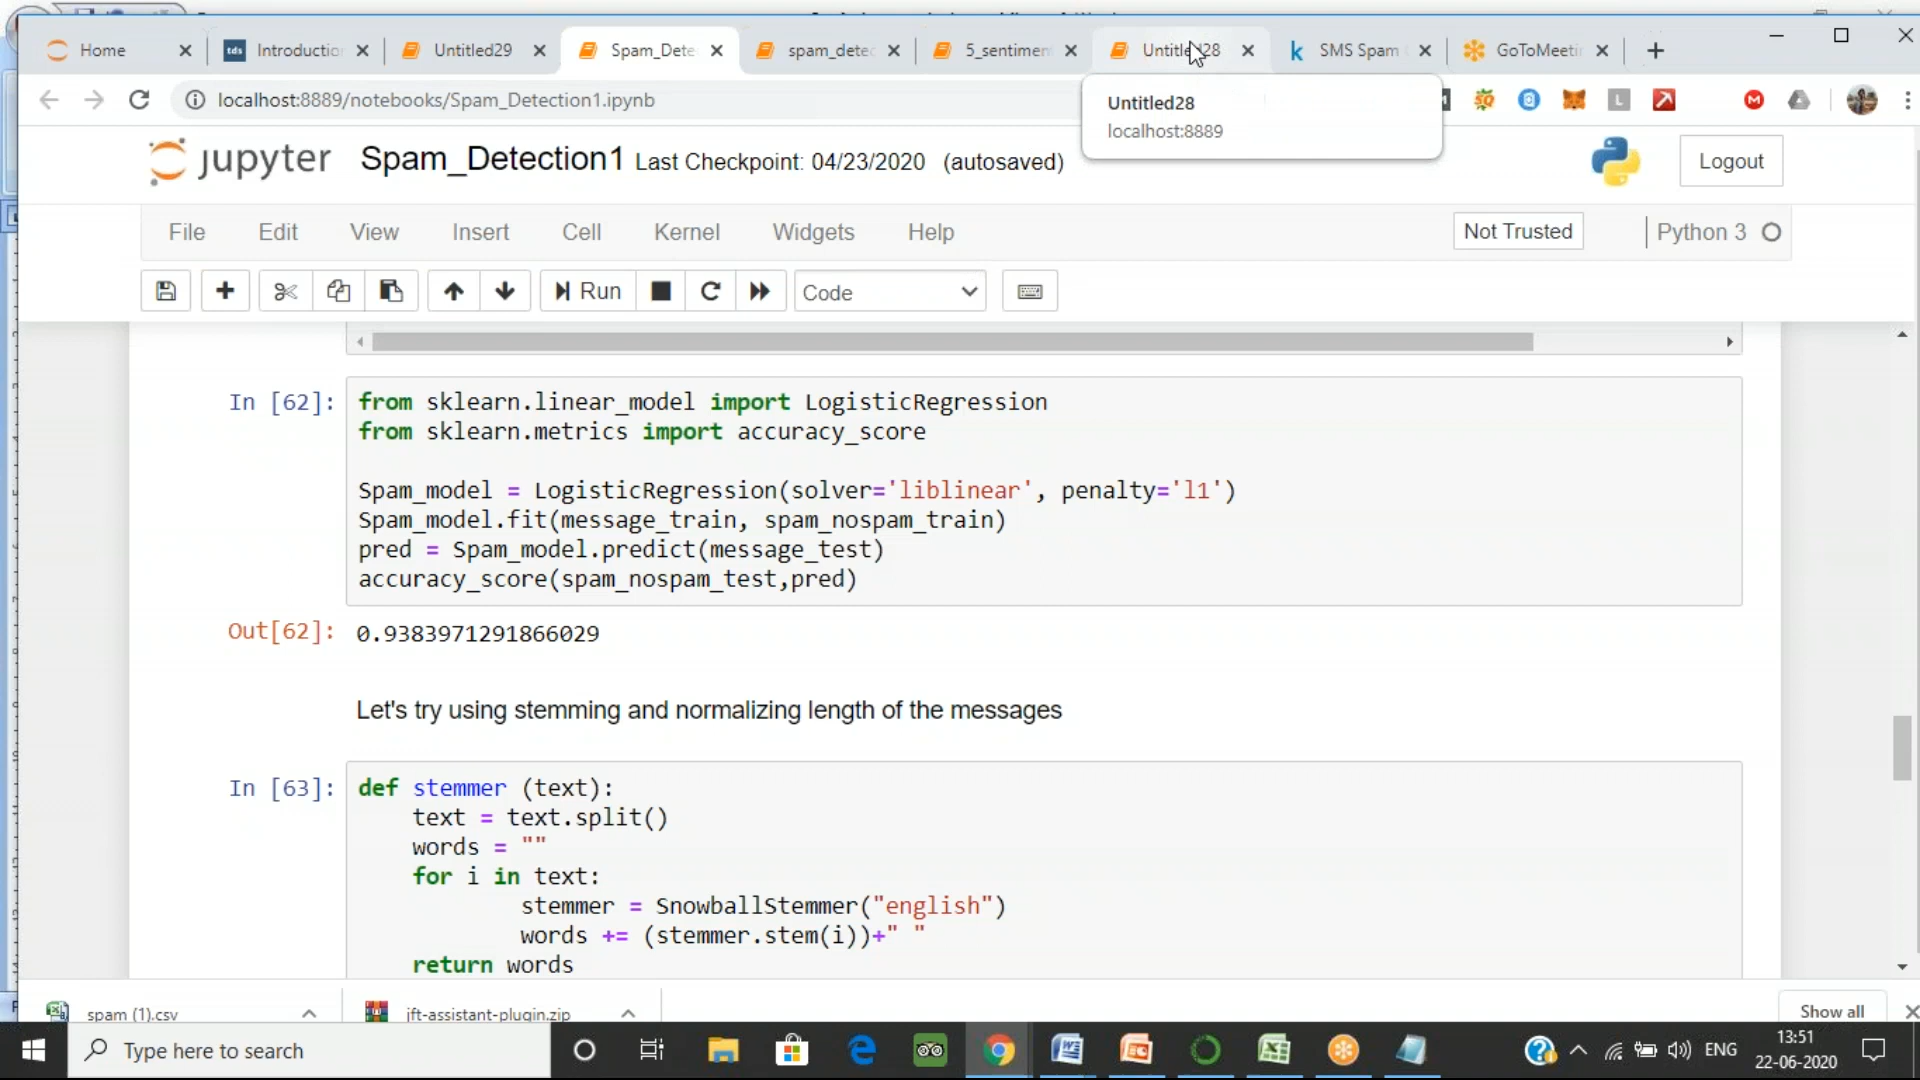 Home
tds Introduction
Untitled29
Spam_Dete
spam_detec
5_sentimen
Untitled28
k SMS Spam
GoToMeetin
localhost:8889/notebooks/Spam_Detection1.ipynb
Untitled28
localhost:8889
jupyter Spam_Detection1 Last Checkpoint: 04/23/2020 (autosaved)
Logout
File Edit View Insert Cell Kernel Widgets Help
Not Trusted
Python 3
Run
Code
In [62]:
from sklearn.linear_model import LogisticRegression
from sklearn.metrics import accuracy_score
Spam_model = LogisticRegression(solver='liblinear', penalty='l1')
Spam_model.fit(message_train, spam_nospam_train)
pred = Spam_model.predict(message_test)
accuracy_score(spam_nospam_test,pred)
Out[62]: 0.9383971291866029
Let's try using stemming and normalizing length of the messages
In [63]:
def stemmer (text):
text = text.split()
words = ""
for i in text:
stemmer = SnowballStemmer("english")
words += (stemmer.stem(i))+" "
return words
spam (1).csv
jft-assistant-plugin.zip
Show all
Type here to search
ENG
13:51
22-06-2020